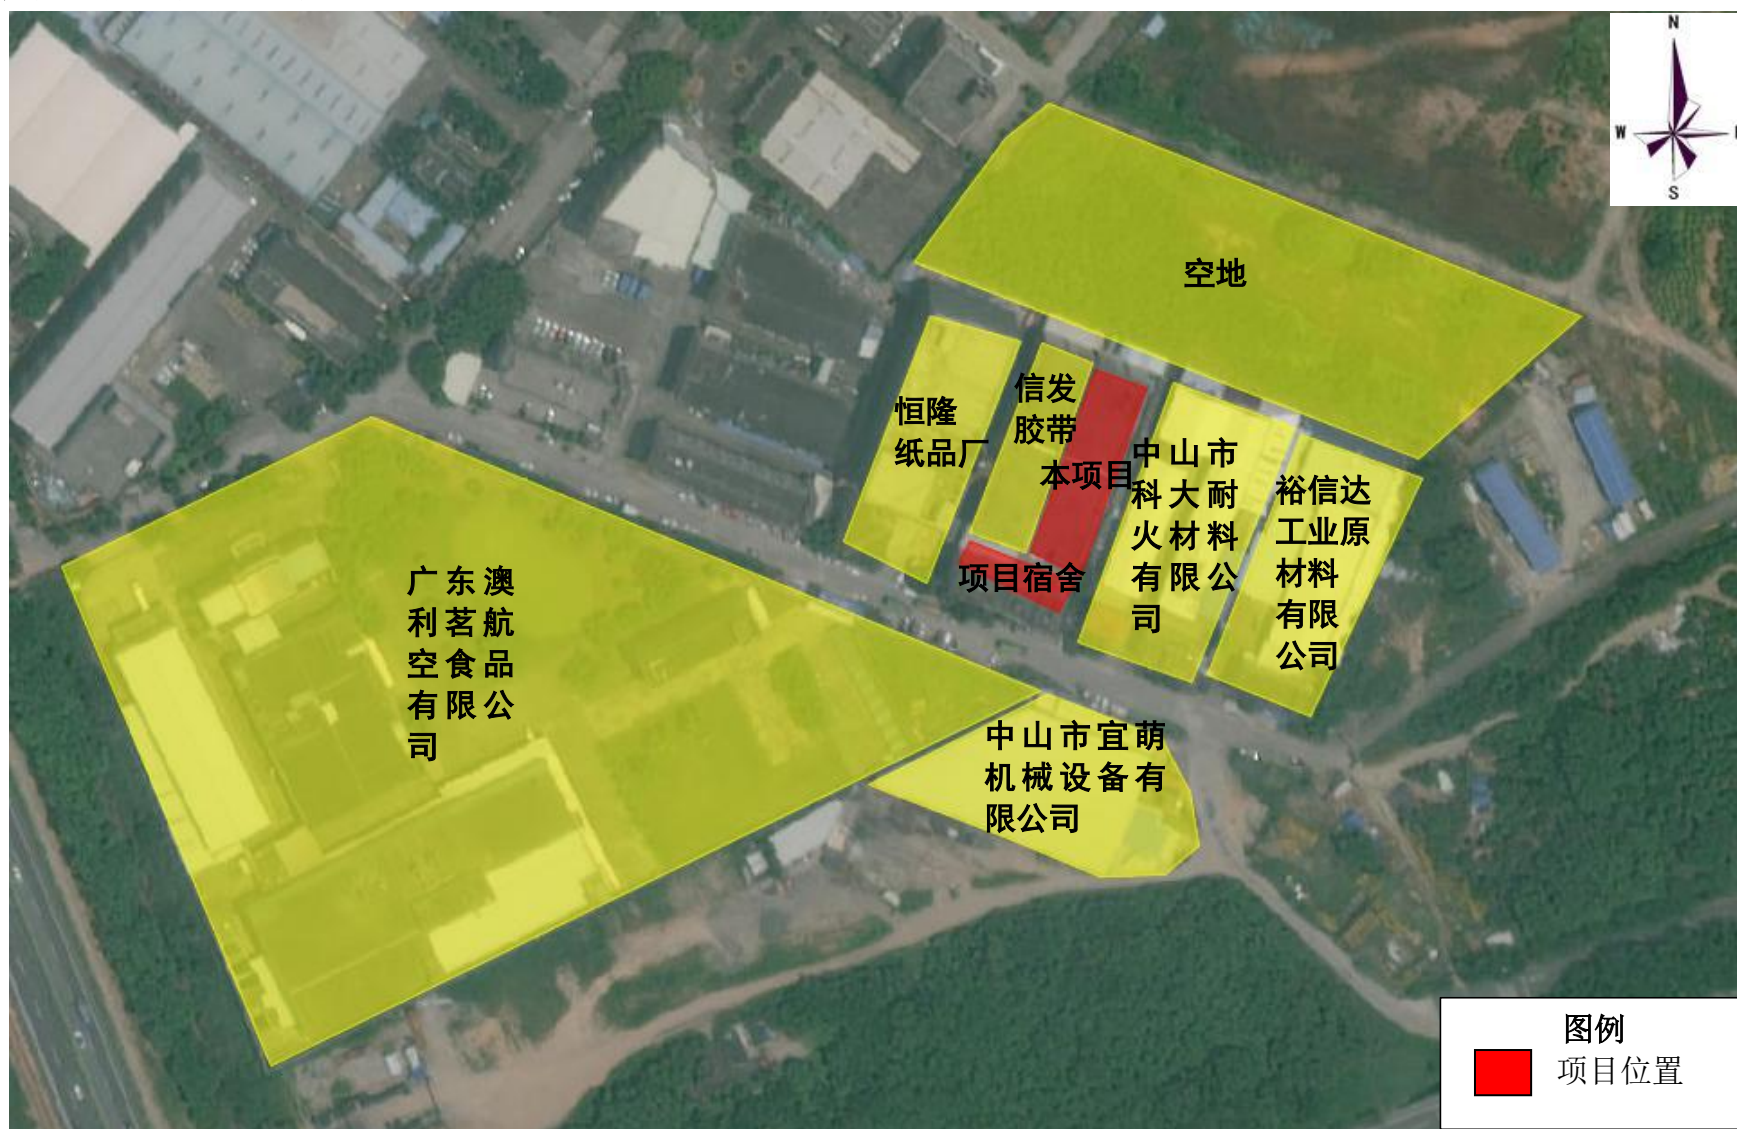 N
W
S
空地
恒隆
纸品厂
信发
胶带
本项目
项目宿舍
中山市
科大耐
火材料
有限公
司
裕信达
工业原
材料
有限
公司
广东澳
利茗航
空食品
有限公
司
中山市宜萌
机械设备有
限公司
图例
项目位置